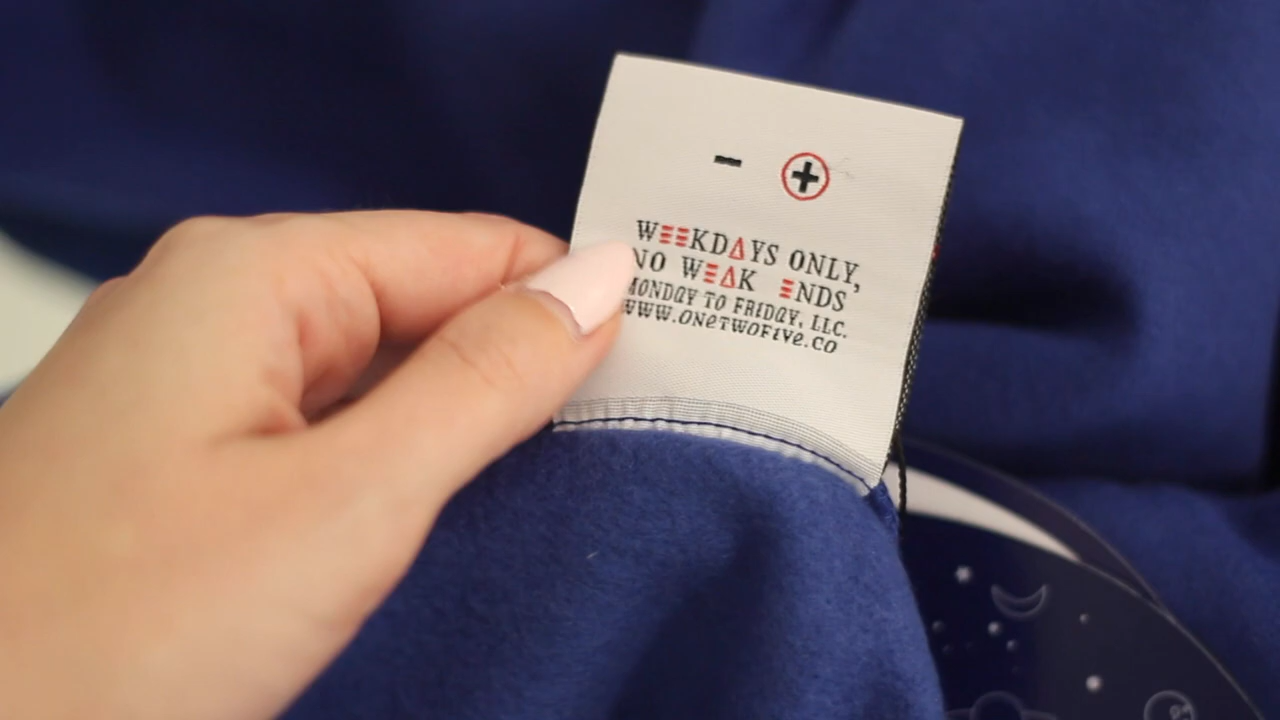 - +
WEEKDAYS ONLY,
NO WEAK ENDS
MONDAY TO FRIDAY, LLC.
WWW.ONETWOFIVE.CO